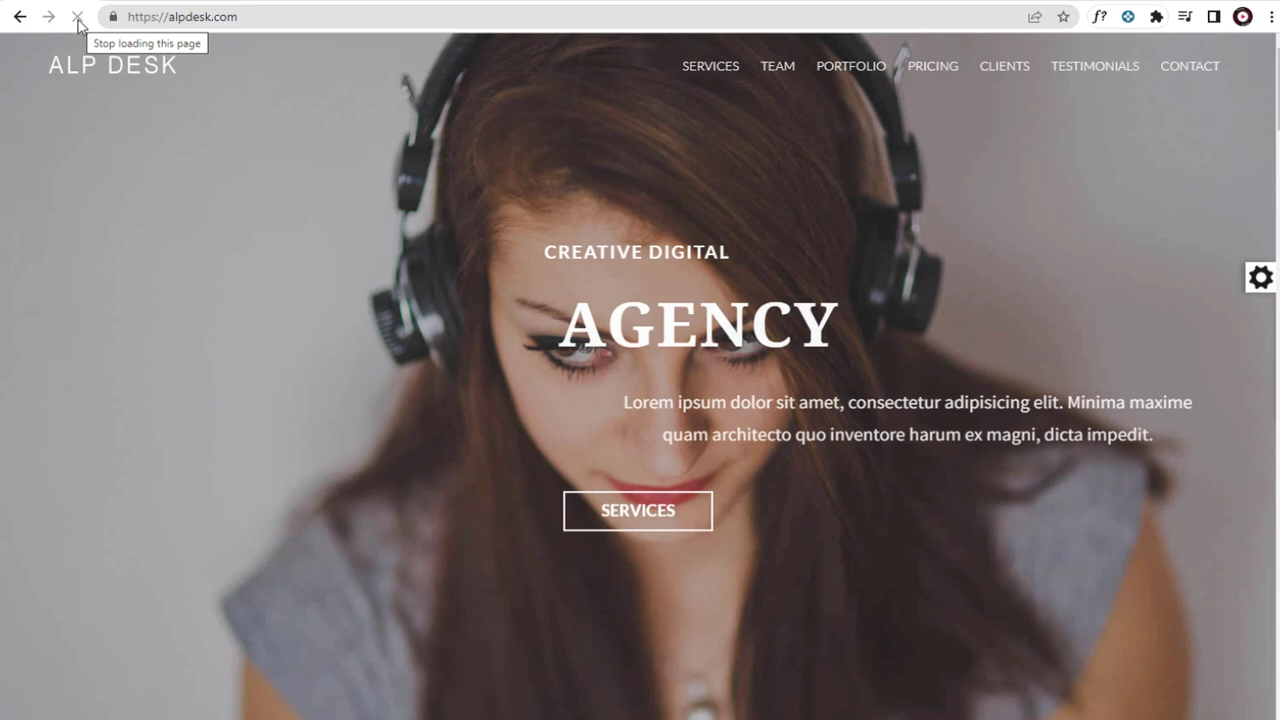 https://alpdesk.com
Stop loading this page
ALP DESK
SERVICES TEAM PORTFOLIO PRICING CLIENTS TESTIMONIALS CONTACT
CREATIVE DIGITAL
AGENCY
Lorem ipsum dolor sit amet, consectetur adipisicing elit. Minima maxime
quam architecto quo inventore harum ex magni, dicta impedit.
SERVICES